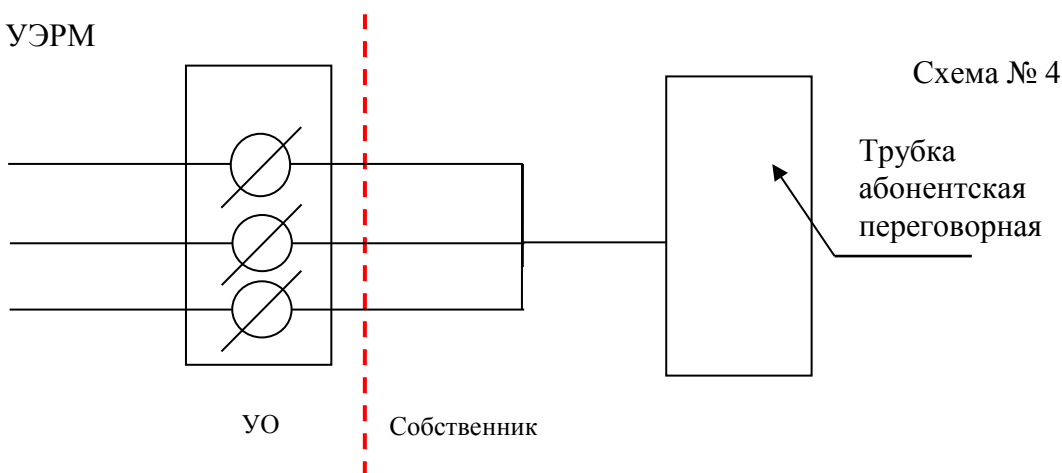 УЭРМ
Схема № 4
Трубка
абонентская
переговорная
УО
Собственник